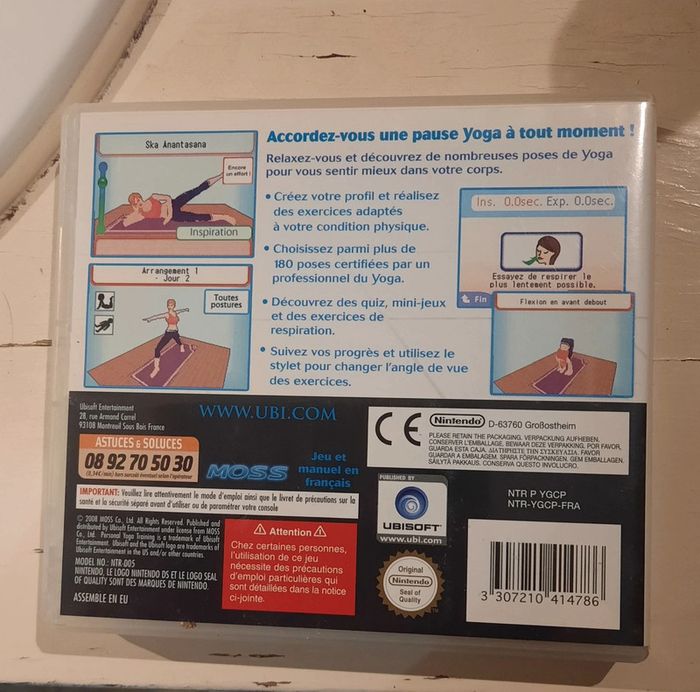 Accordez-vous une pause Yoga à tout moment !
Relaxez-vous et découvrez de nombreuses poses de Yoga
pour vous sentir mieux dans votre corps.
• Créez votre profil et réalisez
des exercices adaptés
à votre condition physique.
• Choisissez parmi plus de
180 poses certifiées par un
professionnel du Yoga.
• Découvrez des quiz, mini-jeux
et des exercices de
respiration.
• Suivez vos progrès et utilisez le
stylet pour changer l'angle de vue
des exercices.
Ska Anantasana
Encore
un effort !
Inspiration
Arrangement 1
- Jour 2
Toutes
postures
Ins. 0.0sec. Exp. 0.0sec.
Essayez de respirer le
plus lentement possible.
Fin
Flexion en avant debout
Ubisoft Entertainment
28, rue Armand Carrel
93108 Montreuil Sous Bois France
WWW.UBI.COM
ASTUCES & SOLUCES
08 92 70 50 30
(0,34€/min) hors surcoût éventuel selon l'opérateur
MOSS
Jeu et
manuel en
français
IMPORTANT: Veuillez lire attentivement le mode d'emploi ainsi que le livret de précautions sur la
santé et la sécurité séparé avant d'utiliser ou de paramétrer votre console
© 2008 MOSS Co., Ltd. All Rights Reserved. Published and
distributed by Ubisoft Entertainment under license from MOSS
Co., Ltd. Personal Yoga Training is a trademark of Ubisoft
Entertainment. Ubisoft and the Ubisoft logo are trademarks of
Ubisoft Entertainment in the US and/or other countries.
MODEL NO.: NTR-005
NINTENDO, LE LOGO NINTENDO DS ET LE LOGO SEAL
OF QUALITY SONT DES MARQUES DE NINTENDO.
ASSEMBLE EN EU
Attention
Chez certaines personnes,
l'utilisation de ce jeu
nécessite des précautions
d'emploi particulières qui
sont détaillées dans la notice
ci-jointe.
CE
Nintendo D-63760 Großostheim
PLEASE RETAIN THE PACKAGING. VERPACKUNG AUFHEBEN.
CONSERVER L'EMBALLAGE. BEWAAR DEZE VERPAKKING. POR FAVOR,
GUARDA ESTA CAJA. ΔΙΑΤΗΡΗΣΤΕ ΤΗΝ ΣΥΣΚΕΥΑΣΙΑ. FAVOR
GUARDAR A EMBALAGEM. SPARA FÖRPACKNINGEN. GEM EMBALLAGEN.
SÄILYTÄ PAKKAUS. CONSERVA QUESTO INVOLUCRO.
PUBLISHED BY
UBISOFT
www.ubi.com
NTR P YGCP
NTR-YGCP-FRA
Original
Nintendo
Seal of
Quality
3 307210 414786